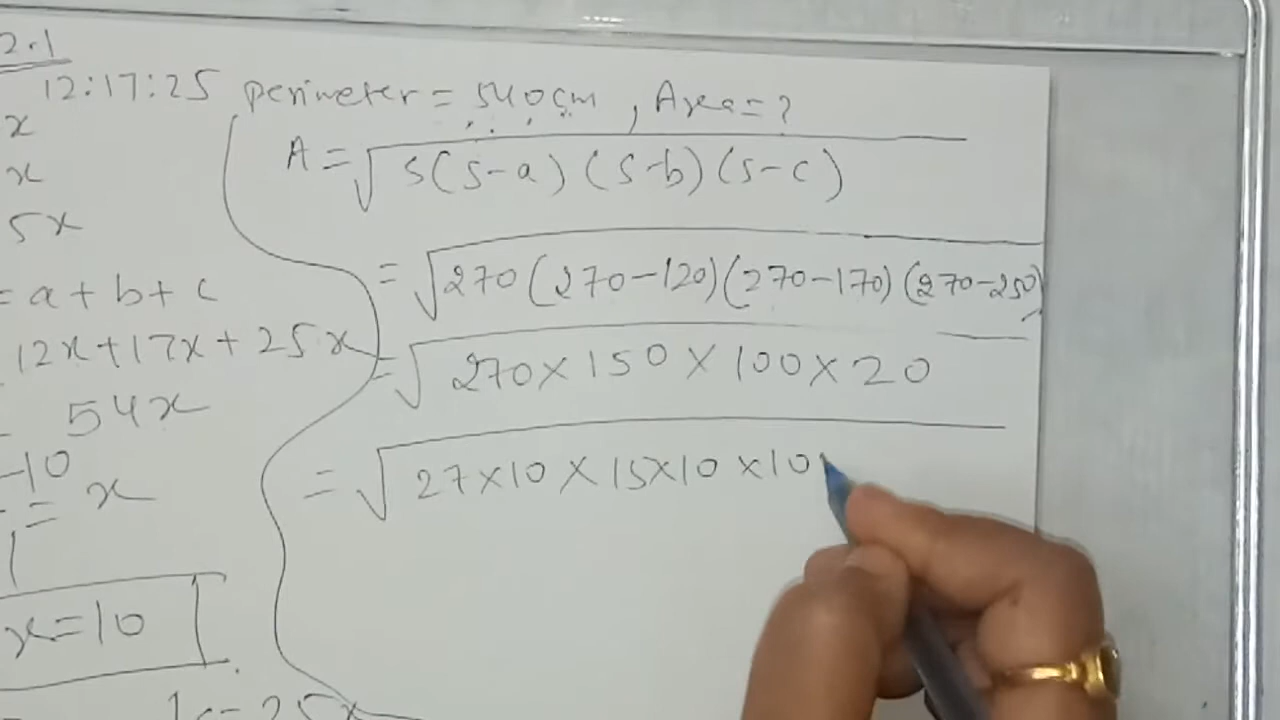 2.1
12:17:25 perimeter = 540cm, Area = ?
x
x
5x
= a + b + c
12x+17x+25x
54x
-10
= x
1
x=10
A = √s(s-a)(s-b)(s-c)
= √270(270-120)(270-170)(270-250)
= √270×150×100×20
= √27×10×15×10×10